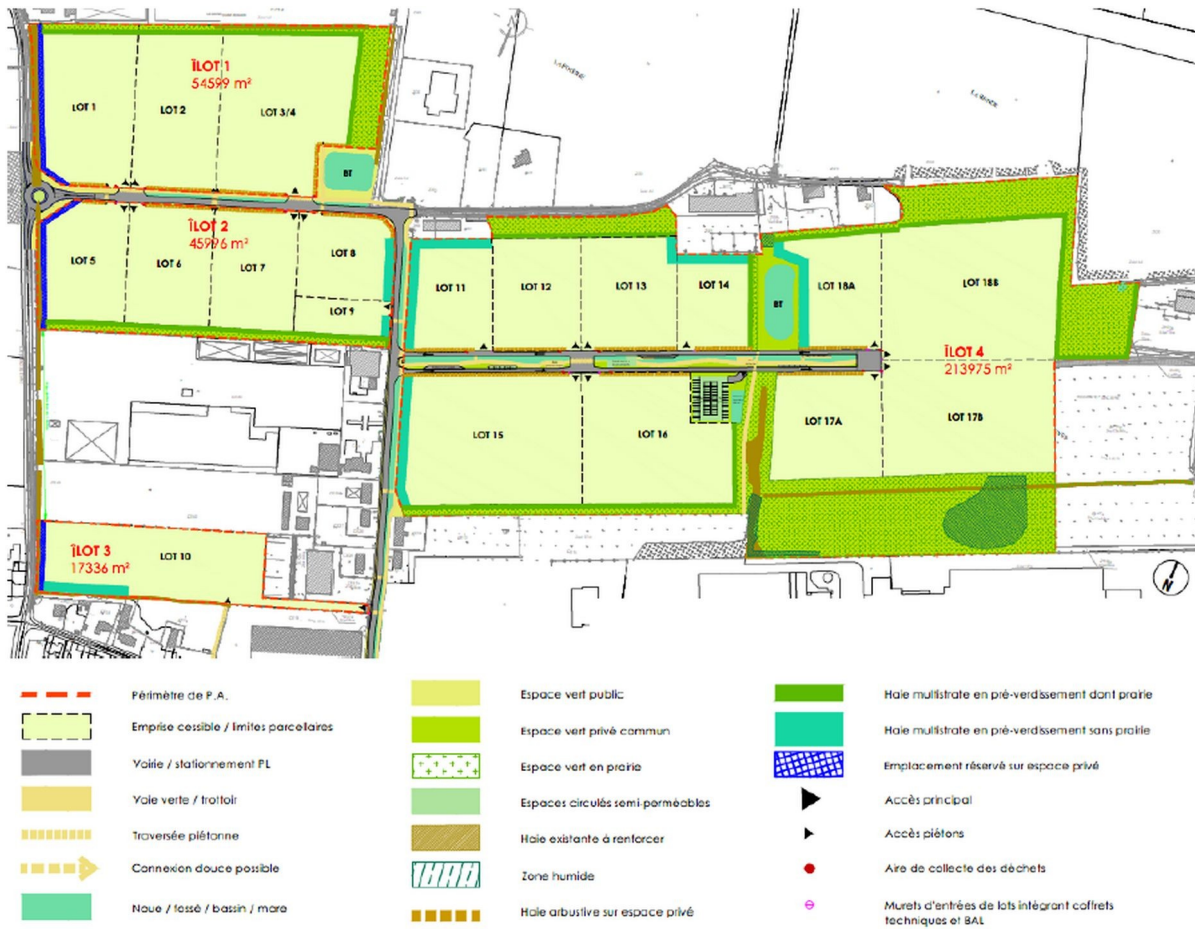 ÎLOT 1
54599 m²
LOT 1
LOT 2
LOT 3/4
BT
ÎLOT 2
45996 m²
LOT 5
LOT 6
LOT 7
LOT 8
LOT 9
LOT 11
LOT 12
LOT 13
LOT 14
BT
LOT 18A
LOT 18B
ÎLOT 4
213975 m²
LOT 15
LOT 16
LOT 17A
LOT 17B
ÎLOT 3
17336 m²
LOT 10
N
Périmètre de P.A.
Emprise cessible / limites parcellaires
Voirie / stationnement PL
Voie verte / trottoir
Traversée piétonne
Connexion douce possible
Noue / fossé / bassin / mare
Espace vert public
Espace vert privé commun
Espace vert en prairie
Espaces circulés semi-perméables
Haie existante à renforcer
Zone humide
Haie arbustive sur espace privé
Haie multistrate en pré-verdissement dont prairie
Haie multistrate en pré-verdissement sans prairie
Emplacement réservé sur espace privé
Accès principal
Accès piétons
Aire de collecte des déchets
Murets d'entrées de lots intégrant coffrets
techniques et BAL